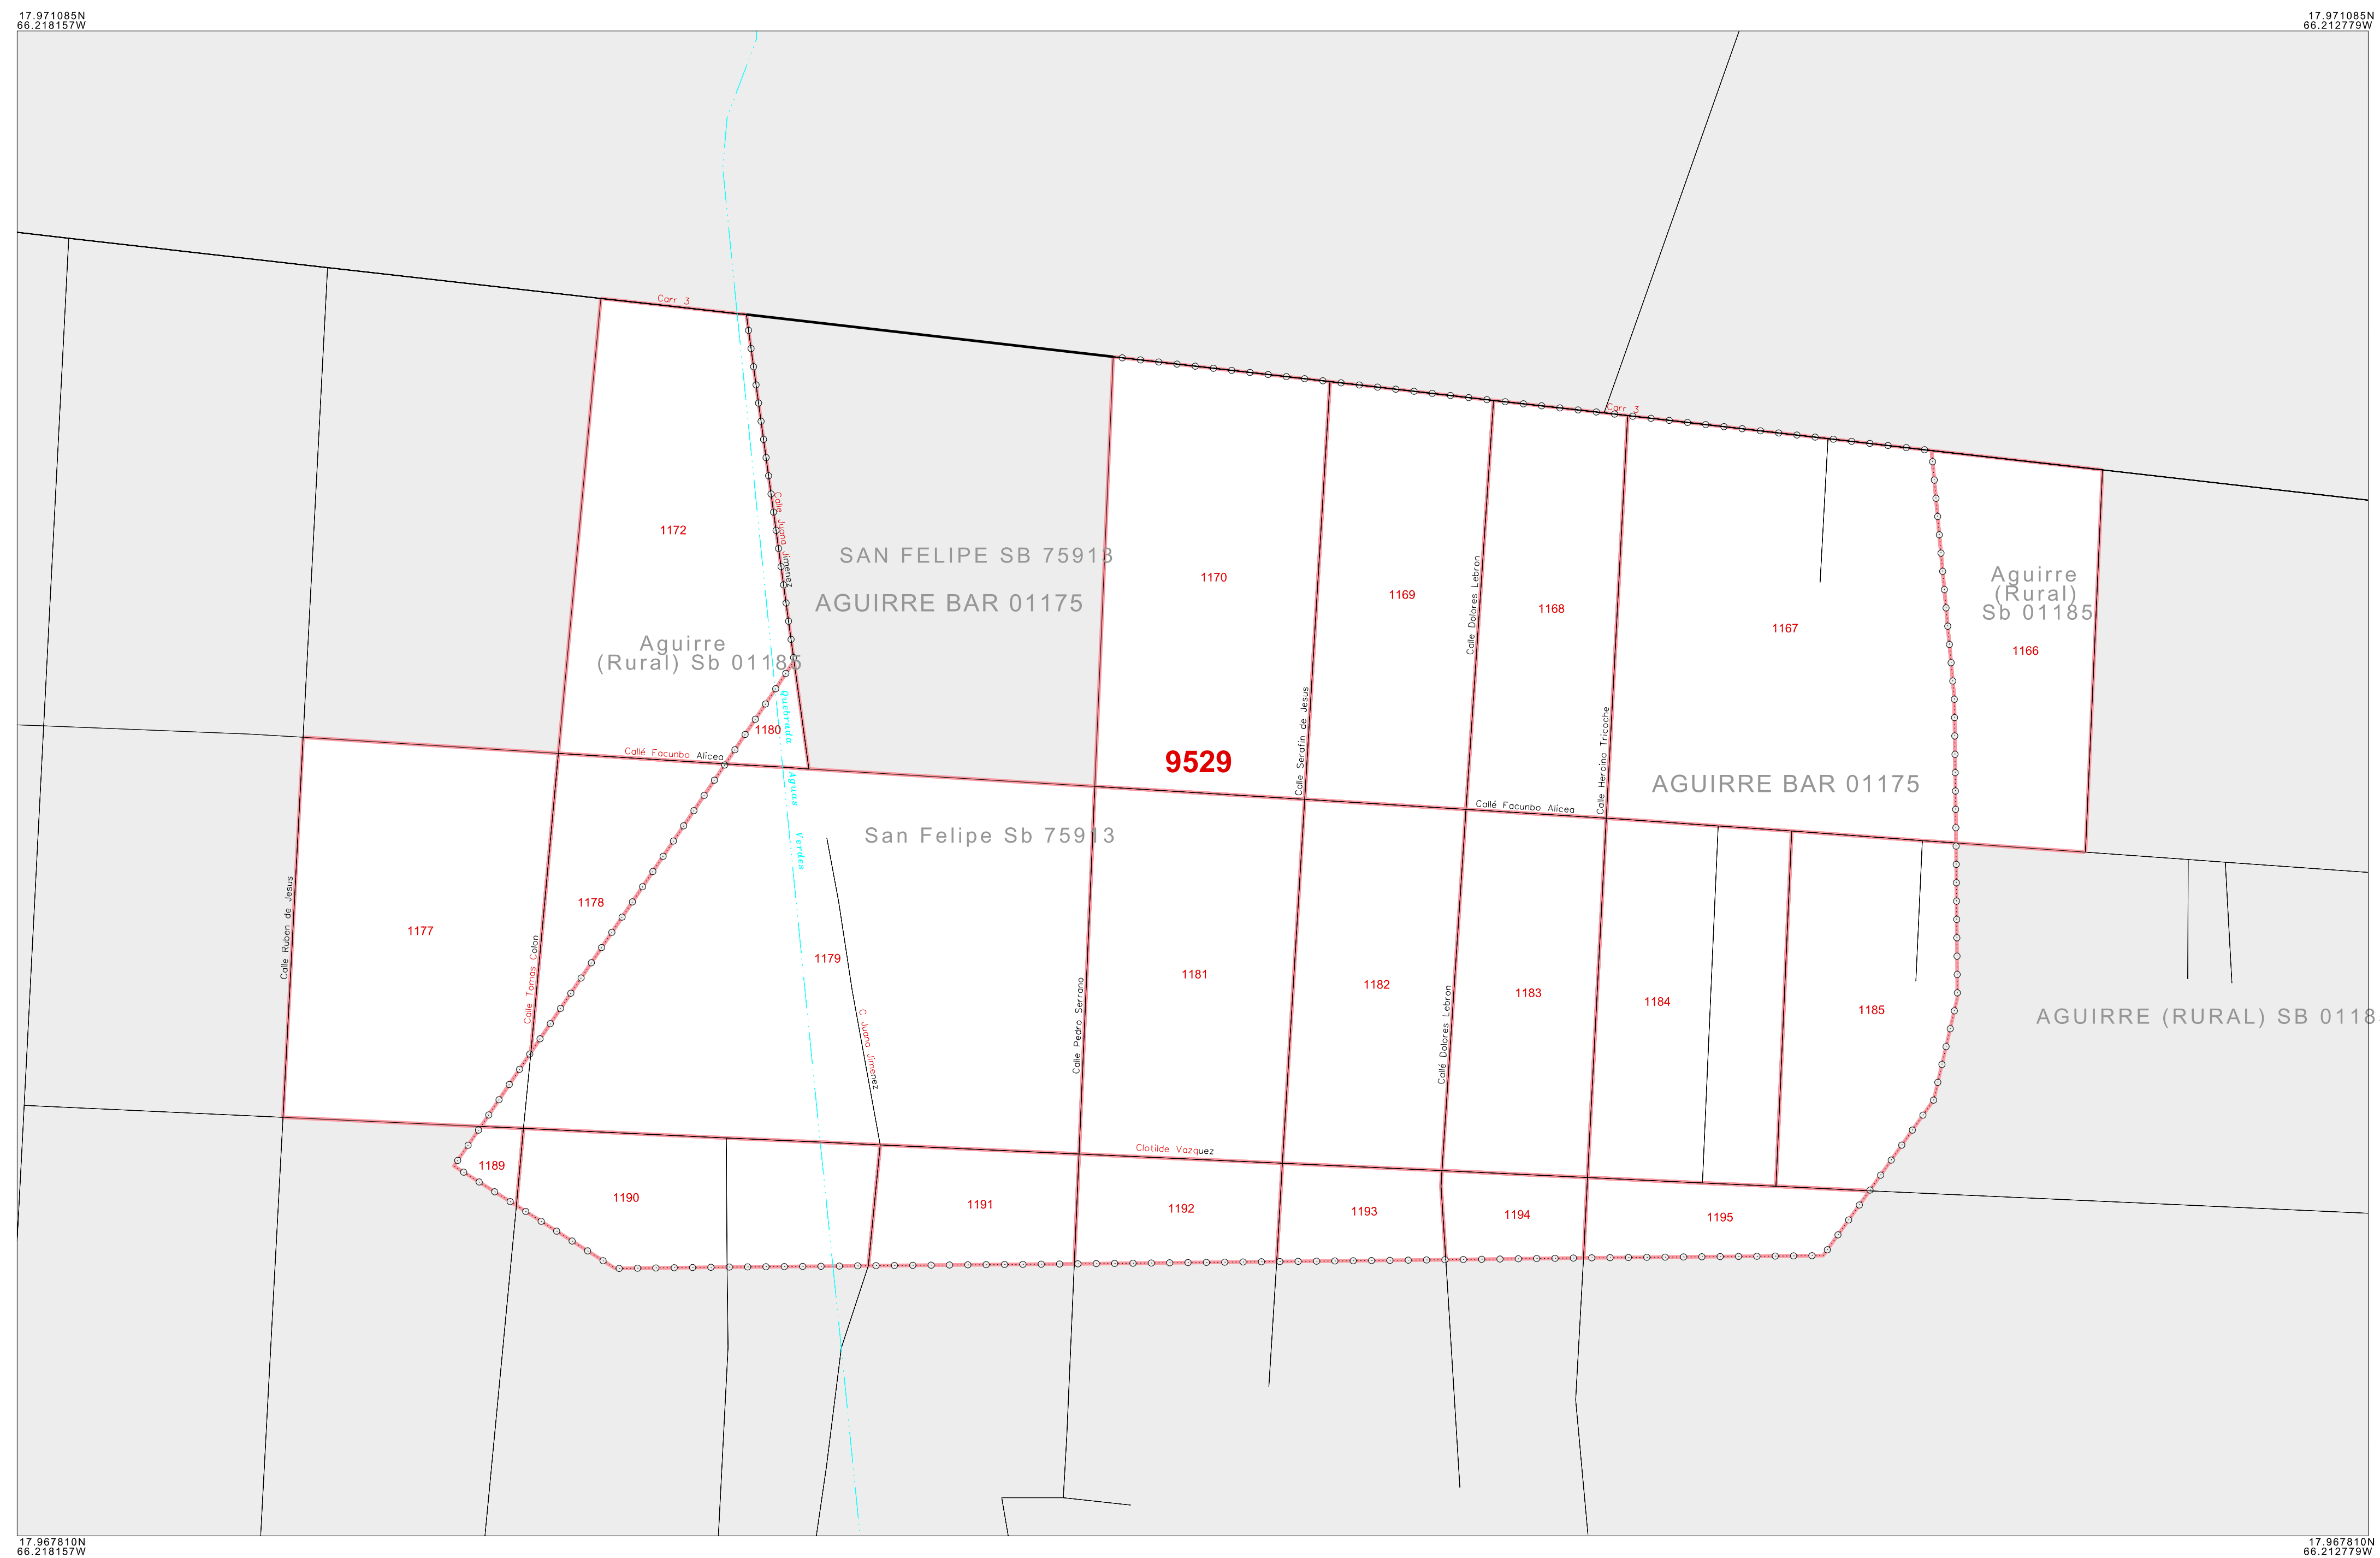 17.971085N
66.218157W
17.971085N
66.212779W
Carr 3
Carr 3
Calle Juana Jimenez
1172
SAN FELIPE SB 75913
AGUIRRE BAR 01175
1170
1169
Calle Dolores Lebron
1168
1167
Aguirre
(Rural)
Sb 01185
1166
Aguirre
(Rural) Sb 01185
Quebrada
1180
Callé Facunbo Alicea
9529
Calle Serafin de Jesus
Calle Heroina Tricoche
AGUIRRE BAR 01175
Aguas
Verdes
Callé Facunbo Alicea
San Felipe Sb 75913
Calle Ruben de Jesus
1177
1178
Calle Tomas Colon
1179
C Juana Jimenez
Calle Pedro Serrano
1181
1182
Callé Dolores Lebron
1183
1184
1185
AGUIRRE (RURAL) SB 0118
Clotilde Vazquez
1189
1190
1191
1192
1193
1194
1195
17.967810N
66.218157W
17.967810N
66.212779W